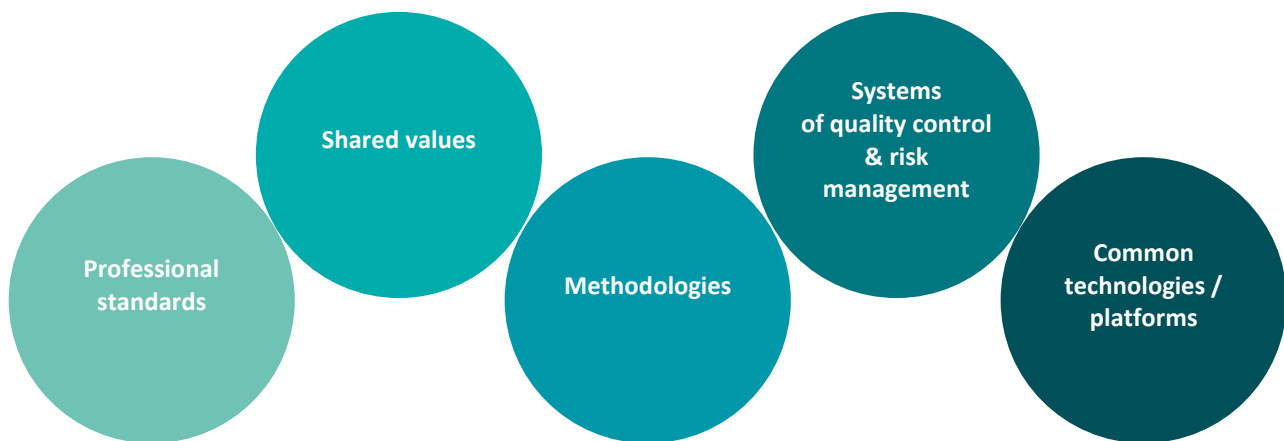 Professional
standards
Shared values
Methodologies
Systems
of quality control
& risk
management
Common
technologies /
platforms